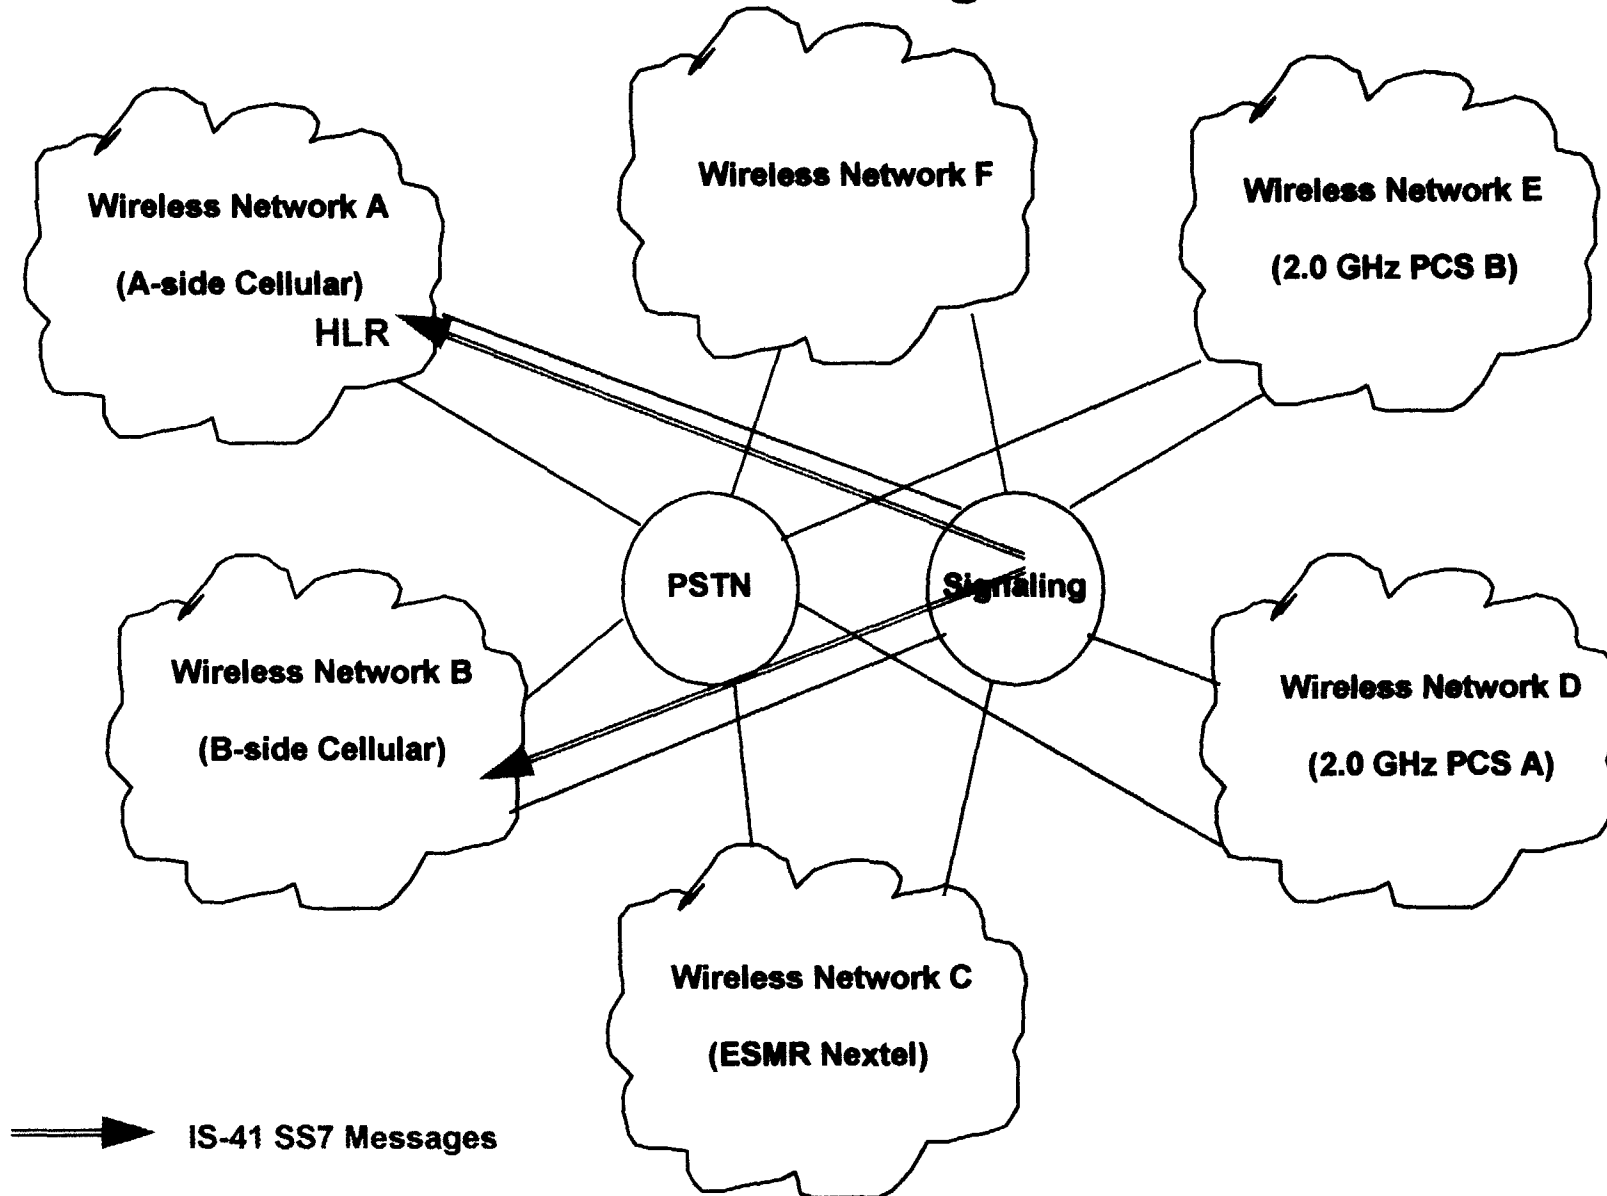 Wireless Network F
Wireless Network A
(A-side Cellular)
HLR
Wireless Network E
(2.0 GHz PCS B)
PSTN
Signaling
Wireless Network B
(B-side Cellular)
Wireless Network D
(2.0 GHz PCS A)
Wireless Network C
(ESMR Nextel)
IS-41 SS7 Messages